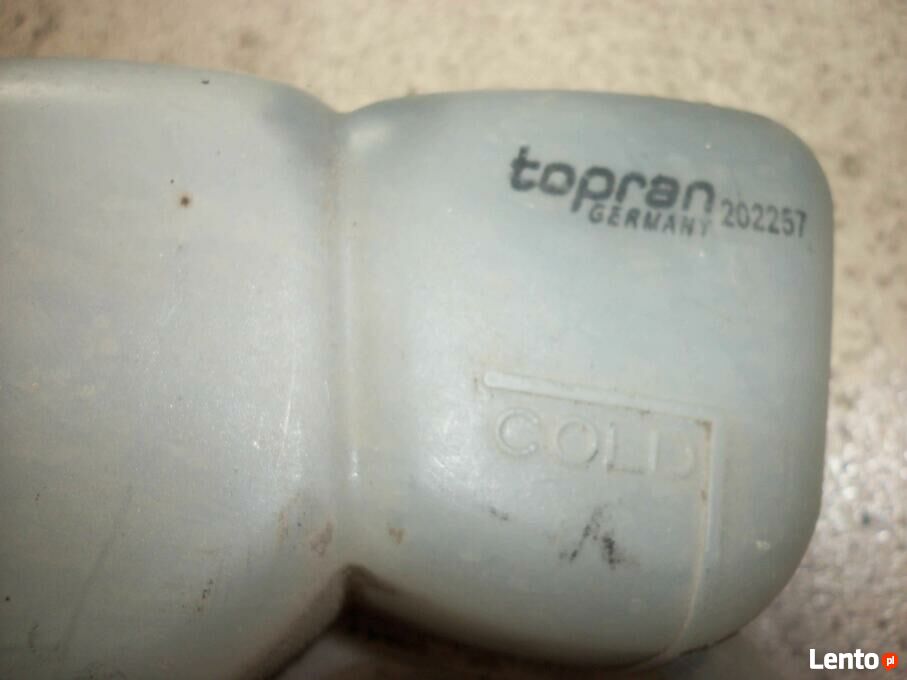 topran 202257
GERMANY
COLD
Lento.pl